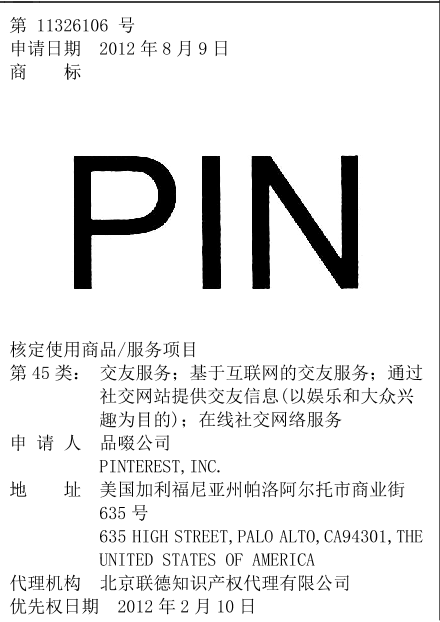 第 11326106 号
申请日期 2012 年 8 月 9 日
商 标
PIN
核定使用商品/服务项目
第 45 类: 交友服务; 基于互联网的交友服务; 通过
社交网站提供交友信息(以娱乐和大众兴
趣为目的); 在线社交网络服务
申 请 人 品啜公司
PINTEREST, INC.
地 址 美国加利福尼亚州帕洛阿尔托市商业街
635 号
635 HIGH STREET, PALO ALTO, CA94301, THE
UNITED STATES OF AMERICA
代理机构 北京联德知识产权代理有限公司
优先权日期 2012 年 2 月 10 日